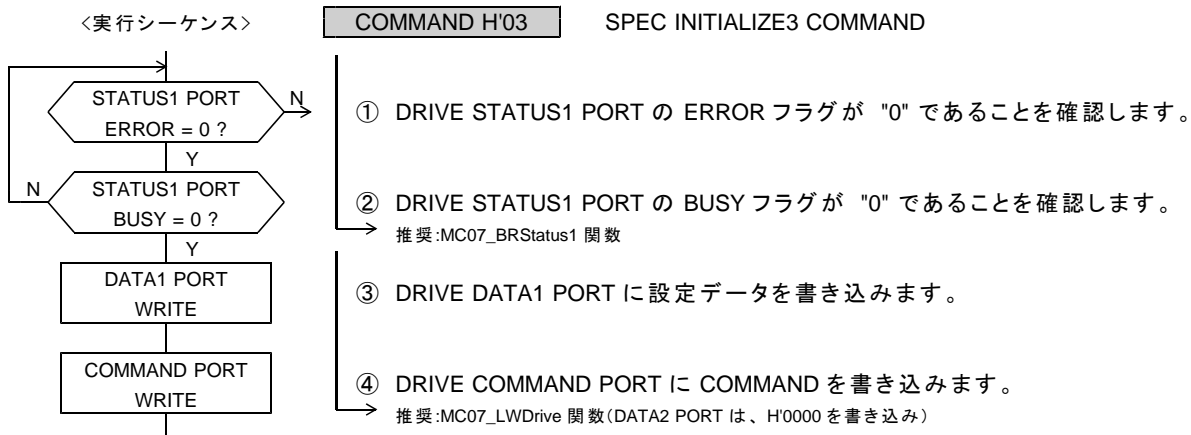 <実行シーケンス> COMMAND H'03 SPEC INITIALIZE3 COMMAND
STATUS1 PORT
ERROR = 0 ?
N
Y
① DRIVE STATUS1 PORT の ERROR フラグが "0" であることを確認します。
N
STATUS1 PORT
BUSY = 0 ?
Y
② DRIVE STATUS1 PORT の BUSY フラグが "0" であることを確認します。
推奨:MC07_BRStatus1 関数
DATA1 PORT
WRITE
③ DRIVE DATA1 PORT に設定データを書き込みます。
COMMAND PORT
WRITE
④ DRIVE COMMAND PORT に COMMAND を書き込みます。
推奨:MC07_LWDrive 関数(DATA2 PORT は、H'0000 を書き込み)